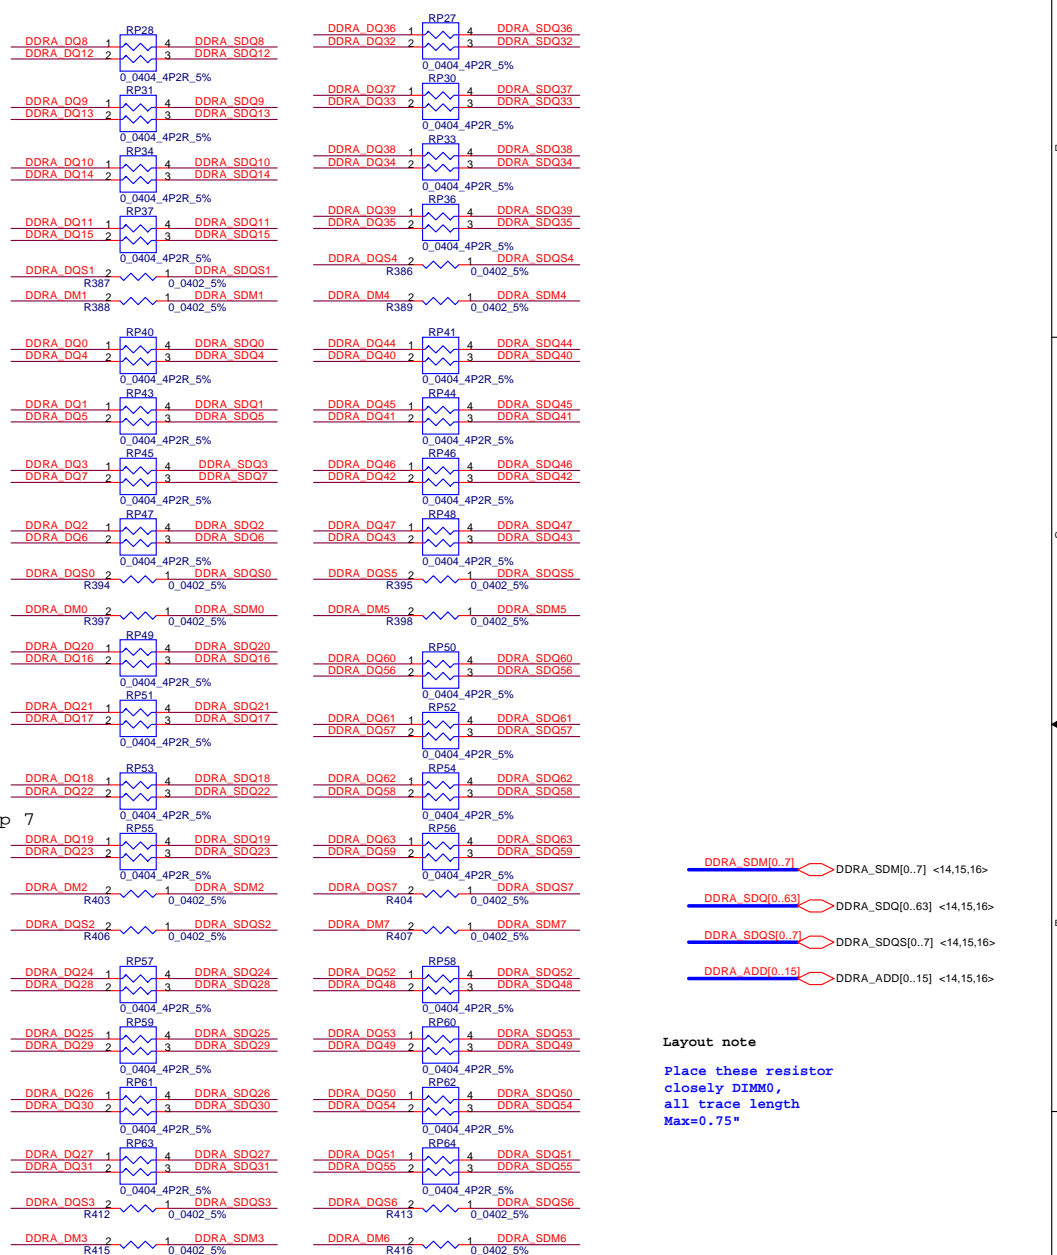 RP28
DDRA_DQ8 1 4 DDRA_SDQ8
DDRA_DQ12 2 3 DDRA_SDQ12
0_0404_4P2R_5%
RP31
DDRA_DQ9 1 4 DDRA_SDQ9
DDRA_DQ13 2 3 DDRA_SDQ13
0_0404_4P2R_5%
RP34
DDRA_DQ10 1 4 DDRA_SDQ10
DDRA_DQ14 2 3 DDRA_SDQ14
0_0404_4P2R_5%
RP37
DDRA_DQ11 1 4 DDRA_SDQ11
DDRA_DQ15 2 3 DDRA_SDQ15
0_0404_4P2R_5%
DDRA_DQS1 2 1 DDRA_SDQS1
R387 0_0402_5%
DDRA_DM1 2 1 DDRA_SDM1
R388 0_0402_5%
RP40
DDRA_DQ0 1 4 DDRA_SDQ0
DDRA_DQ4 2 3 DDRA_SDQ4
0_0404_4P2R_5%
RP43
DDRA_DQ1 1 4 DDRA_SDQ1
DDRA_DQ5 2 3 DDRA_SDQ5
0_0404_4P2R_5%
RP45
DDRA_DQ3 1 4 DDRA_SDQ3
DDRA_DQ7 2 3 DDRA_SDQ7
0_0404_4P2R_5%
RP47
DDRA_DQ2 1 4 DDRA_SDQ2
DDRA_DQ6 2 3 DDRA_SDQ6
0_0404_4P2R_5%
DDRA_DQS0 2 1 DDRA_SDQS0
R394 0_0402_5%
DDRA_DM0 2 1 DDRA_SDM0
R397 0_0402_5%
RP49
DDRA_DQ20 1 4 DDRA_SDQ20
DDRA_DQ16 2 3 DDRA_SDQ16
0_0404_4P2R_5%
RP51
DDRA_DQ21 1 4 DDRA_SDQ21
DDRA_DQ17 2 3 DDRA_SDQ17
0_0404_4P2R_5%
RP53
DDRA_DQ18 1 4 DDRA_SDQ18
DDRA_DQ22 2 3 DDRA_SDQ22
0_0404_4P2R_5%
p 7
RP55
DDRA_DQ19 1 4 DDRA_SDQ19
DDRA_DQ23 2 3 DDRA_SDQ23
0_0404_4P2R_5%
DDRA_DM2 2 1 DDRA_SDM2
R403 0_0402_5%
DDRA_DQS2 2 1 DDRA_SDQS2
R406 0_0402_5%
RP57
DDRA_DQ24 1 4 DDRA_SDQ24
DDRA_DQ28 2 3 DDRA_SDQ28
0_0404_4P2R_5%
RP59
DDRA_DQ25 1 4 DDRA_SDQ25
DDRA_DQ29 2 3 DDRA_SDQ29
0_0404_4P2R_5%
RP61
DDRA_DQ26 1 4 DDRA_SDQ26
DDRA_DQ30 2 3 DDRA_SDQ30
0_0404_4P2R_5%
RP63
DDRA_DQ27 1 4 DDRA_SDQ27
DDRA_DQ31 2 3 DDRA_SDQ31
0_0404_4P2R_5%
DDRA_DQS3 2 1 DDRA_SDQS3
R412 0_0402_5%
DDRA_DM3 2 1 DDRA_SDM3
R415 0_0402_5%
RP27
DDRA_DQ36 1 4 DDRA_SDQ36
DDRA_DQ32 2 3 DDRA_SDQ32
0_0404_4P2R_5%
RP30
DDRA_DQ37 1 4 DDRA_SDQ37
DDRA_DQ33 2 3 DDRA_SDQ33
0_0404_4P2R_5%
RP33
DDRA_DQ38 1 4 DDRA_SDQ38
DDRA_DQ34 2 3 DDRA_SDQ34
0_0404_4P2R_5%
RP36
DDRA_DQ39 1 4 DDRA_SDQ39
DDRA_DQ35 2 3 DDRA_SDQ35
0_0404_4P2R_5%
DDRA_DQS4 2 1 DDRA_SDQS4
R386 0_0402_5%
DDRA_DM4 2 1 DDRA_SDM4
R389 0_0402_5%
RP41
DDRA_DQ44 1 4 DDRA_SDQ44
DDRA_DQ40 2 3 DDRA_SDQ40
0_0404_4P2R_5%
RP44
DDRA_DQ45 1 4 DDRA_SDQ45
DDRA_DQ41 2 3 DDRA_SDQ41
0_0404_4P2R_5%
RP46
DDRA_DQ46 1 4 DDRA_SDQ46
DDRA_DQ42 2 3 DDRA_SDQ42
0_0404_4P2R_5%
RP48
DDRA_DQ47 1 4 DDRA_SDQ47
DDRA_DQ43 2 3 DDRA_SDQ43
0_0404_4P2R_5%
DDRA_DQS5 2 1 DDRA_SDQS5
R395 0_0402_5%
DDRA_DM5 2 1 DDRA_SDM5
R398 0_0402_5%
RP50
DDRA_DQ60 1 4 DDRA_SDQ60
DDRA_DQ56 2 3 DDRA_SDQ56
0_0404_4P2R_5%
RP52
DDRA_DQ61 1 4 DDRA_SDQ61
DDRA_DQ57 2 3 DDRA_SDQ57
0_0404_4P2R_5%
RP54
DDRA_DQ62 1 4 DDRA_SDQ62
DDRA_DQ58 2 3 DDRA_SDQ58
0_0404_4P2R_5%
RP56
DDRA_DQ63 1 4 DDRA_SDQ63
DDRA_DQ59 2 3 DDRA_SDQ59
0_0404_4P2R_5%
DDRA_DQS7 2 1 DDRA_SDQS7
R404 0_0402_5%
DDRA_DM7 2 1 DDRA_SDM7
R407 0_0402_5%
RP58
DDRA_DQ52 1 4 DDRA_SDQ52
DDRA_DQ48 2 3 DDRA_SDQ48
0_0404_4P2R_5%
RP60
DDRA_DQ53 1 4 DDRA_SDQ53
DDRA_DQ49 2 3 DDRA_SDQ49
0_0404_4P2R_5%
RP62
DDRA_DQ50 1 4 DDRA_SDQ50
DDRA_DQ54 2 3 DDRA_SDQ54
0_0404_4P2R_5%
RP64
DDRA_DQ51 1 4 DDRA_SDQ51
DDRA_DQ55 2 3 DDRA_SDQ55
0_0404_4P2R_5%
DDRA_DQS6 2 1 DDRA_SDQS6
R413 0_0402_5%
DDRA_DM6 2 1 DDRA_SDM6
R416 0_0402_5%
DDRA_SDM[0..7] DDRA_SDM[0..7] <14,15,16>
DDRA_SDQ[0..63] DDRA_SDQ[0..63] <14,15,16>
DDRA_SDQS[0..7] DDRA_SDQS[0..7] <14,15,16>
DDRA_ADD[0..15] DDRA_ADD[0..15] <14,15,16>
Layout note
Place these resistor
closely DIMM0,
all trace length
Max=0.75"